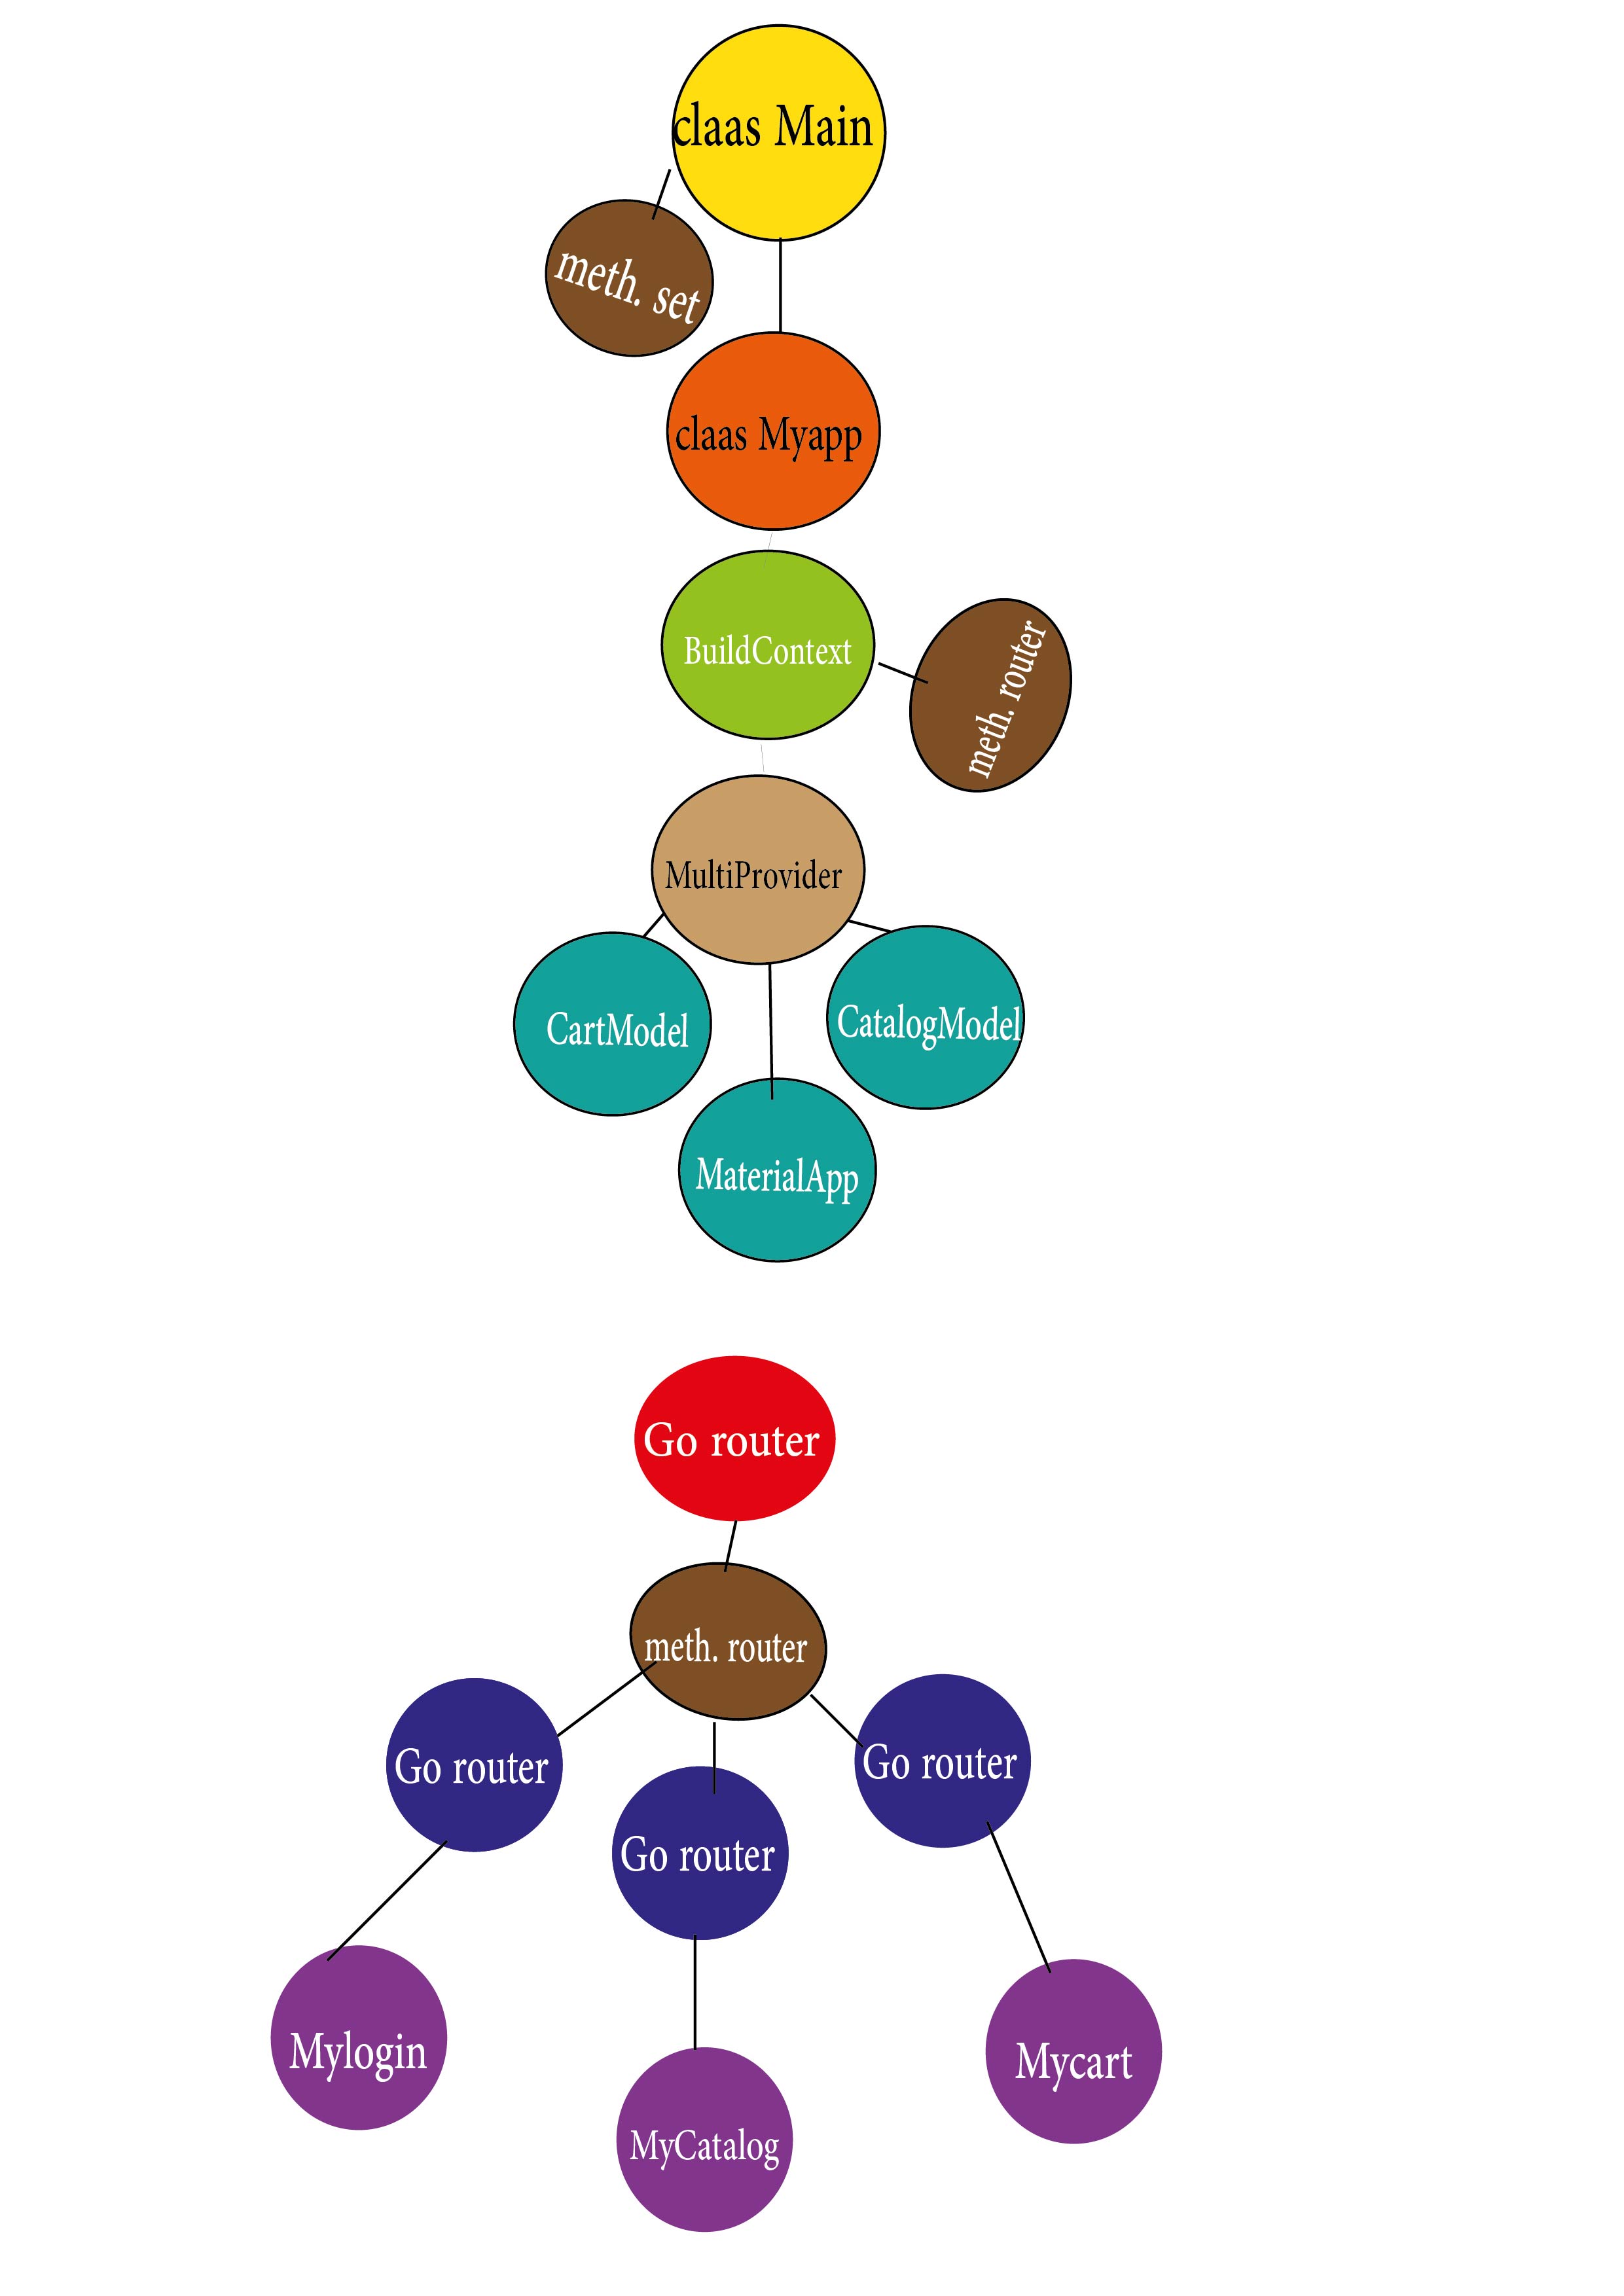 claas Main
meth. set
claas Myapp
BuildContext
meth. router
MultiProvider
CartModel
CatalogModel
MaterialApp
Go router
meth. router
Go router
Go router
Go router
Mylogin
MyCatalog
Mycart